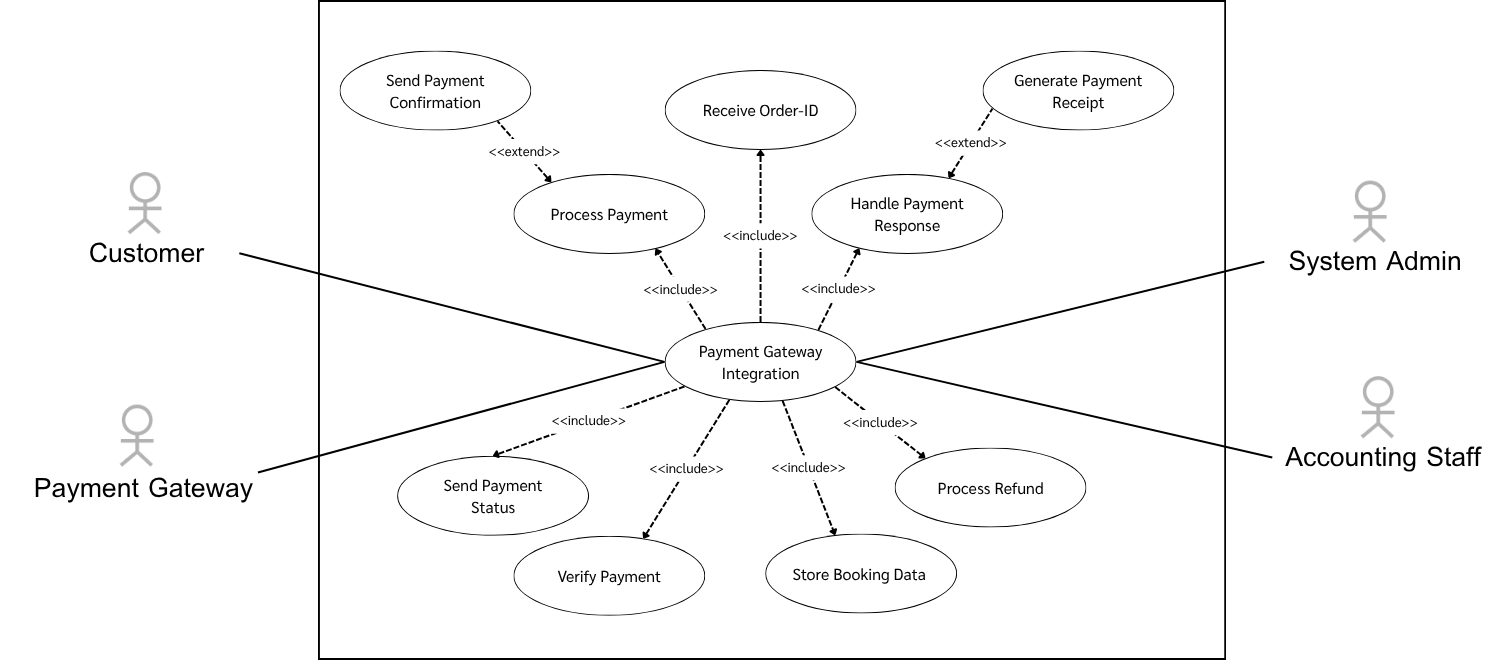 Send Payment
Confirmation
Receive Order-ID
Generate Payment
Receipt
<<extend>>
<<extend>>
Process Payment
Handle Payment
Response
<<include>>
Customer
System Admin
<<include>>
<<include>>
Payment Gateway
Integration
<<include>>
<<include>>
<<include>>
<<include>>
Payment Gateway
Accounting Staff
Send Payment
Status
Process Refund
Verify Payment
Store Booking Data